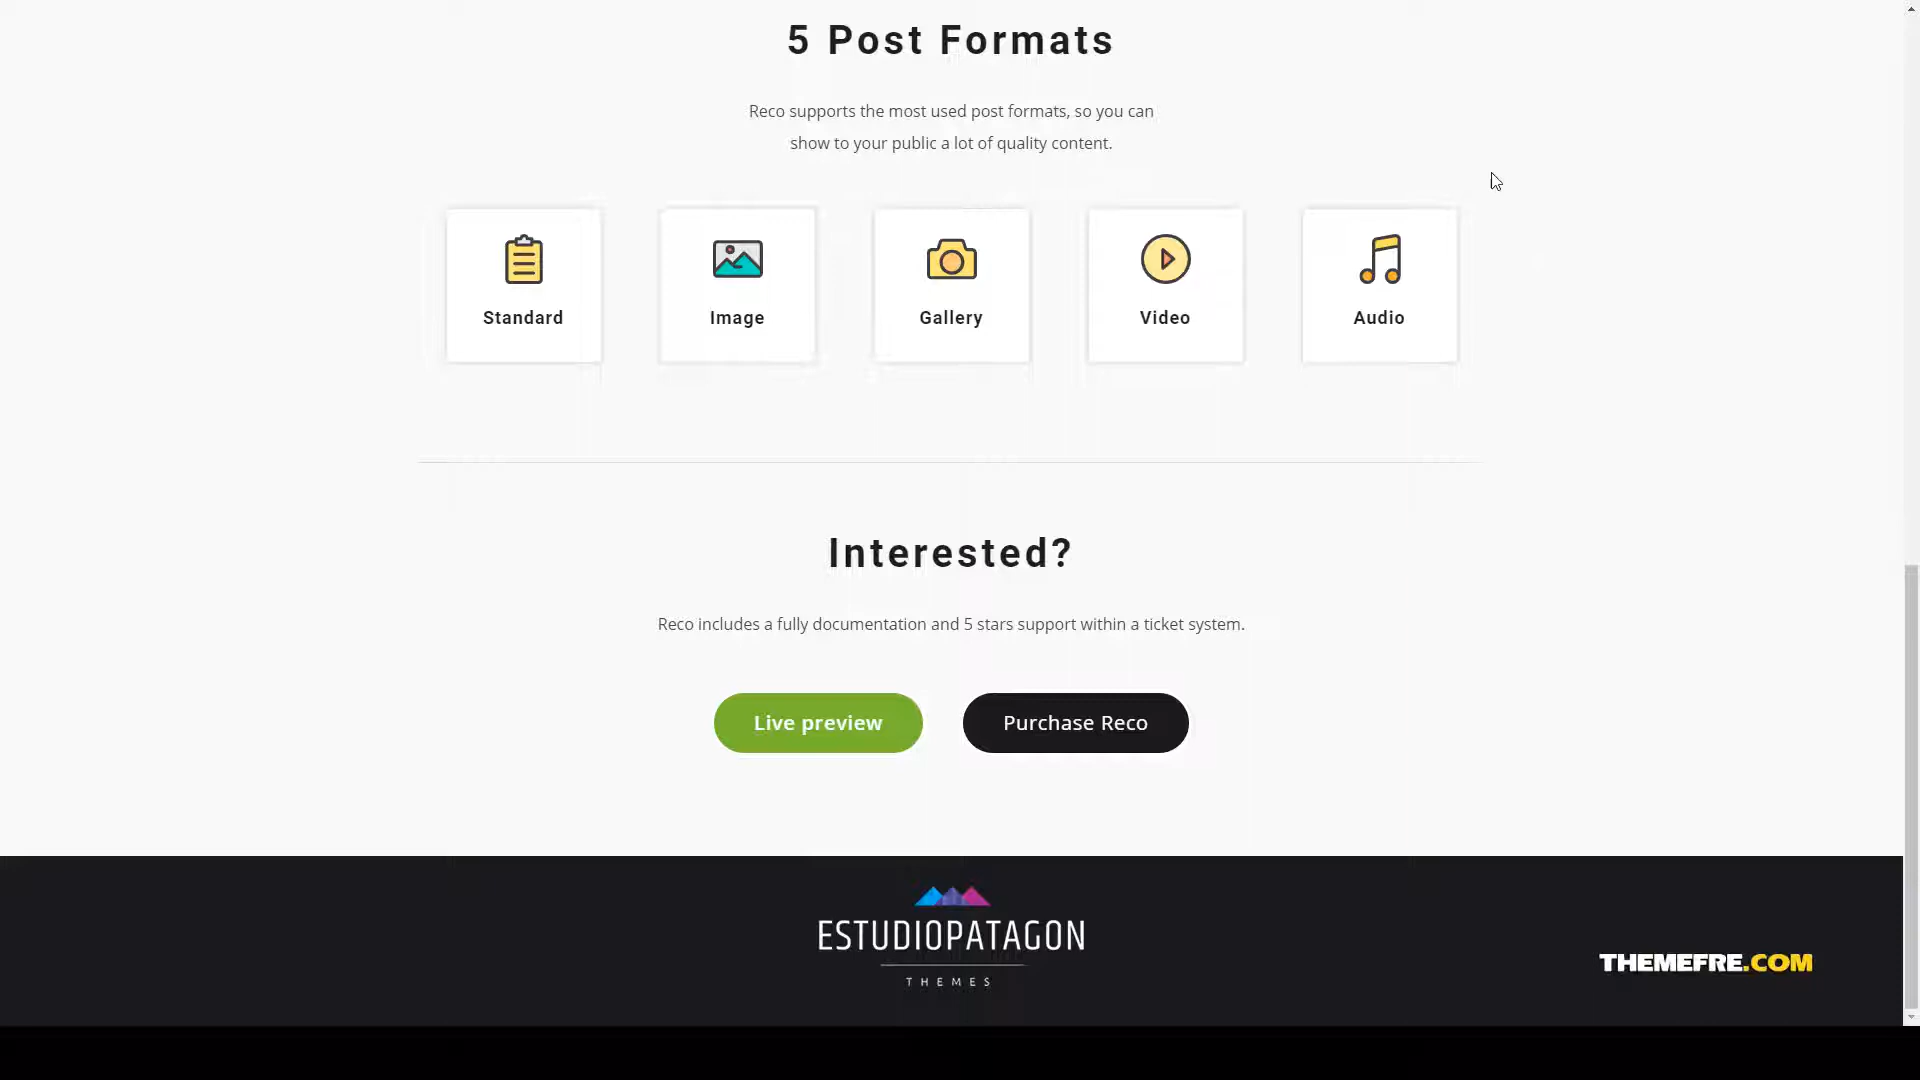 5 Post Formats
Reco supports the most used post formats, so you can
show to your public a lot of quality content.
Standard
Image
Gallery
Video
Audio
Interested?
Reco includes a fully documentation and 5 stars support within a ticket system.
Live preview
Purchase Reco
ESTUDIOPATAGON
THEMES
THEMEFRE.COM